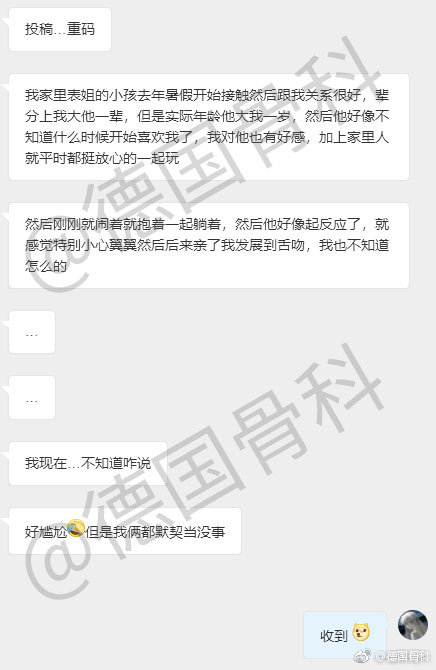 投稿…重码
我家里表姐的小孩去年暑假开始接触然后跟我关系很好，辈
分上我大他一辈，但是实际年龄他大我一岁，然后他好像不
知道什么时候开始喜欢我了，我对他也有好感，加上家里人
就平时都挺放心的一起玩
然后刚刚就闹着就抱着一起躺着，然后他好像起反应了，就
感觉特别小心翼翼然后后来亲了我发展到舌吻，我也不知道
怎么的
…
…
我现在…不知道咋说
好尴尬😂但是我俩都默契当没事
收到
@德国骨科
@德国骨科
@德国骨科